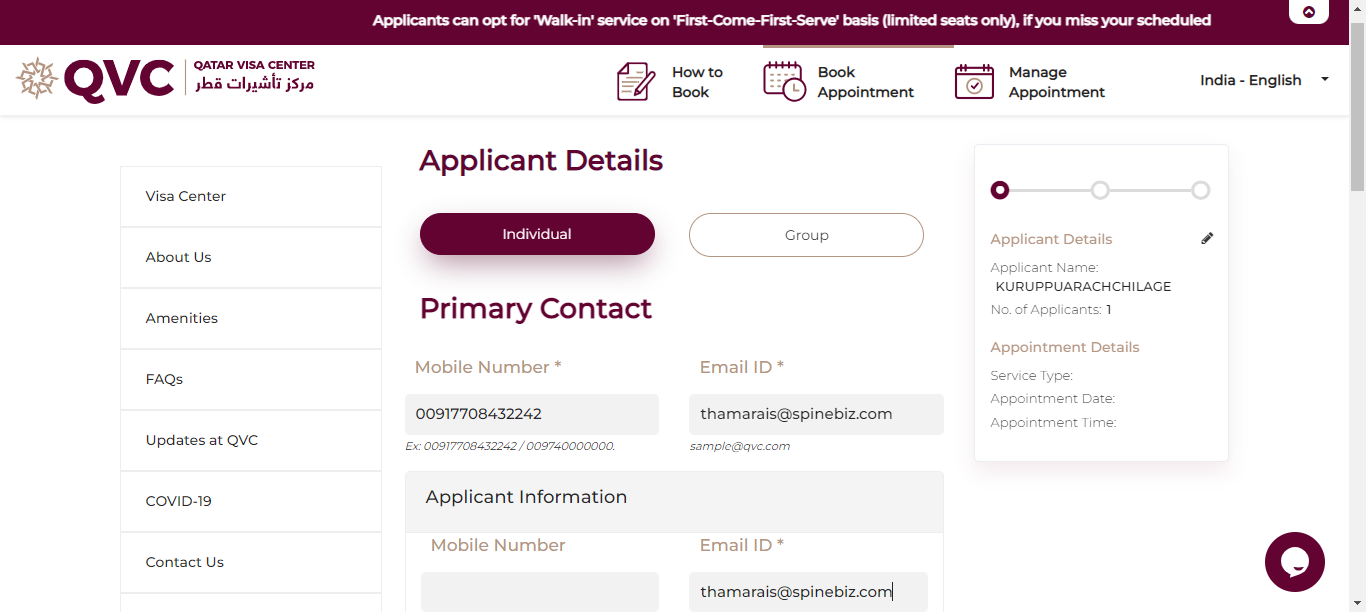 Applicants can opt for 'Walk-in' service on 'First-Come-First-Serve' basis (limited seats only), if you miss your scheduled
QVC
QATAR VISA CENTER
مركز تأشيرات قطر
How to
Book
Book
Appointment
Manage
Appointment
India - English
Visa Center
About Us
Amenities
FAQs
Updates at QVC
COVID-19
Contact Us
Applicant Details
Individual
Group
Primary Contact
Mobile Number *
Email ID *
00917708432242
thamarais@spinebiz.com
Ex: 00917708432242 / 009740000000.
sample@qvc.com
Applicant Information
Mobile Number
Email ID *
thamarais@spinebiz.com
Applicant Details
Applicant Name:
KURUPPUARACHCHILAGE
No. of Applicants: 1
Appointment Details
Service Type:
Appointment Date:
Appointment Time: